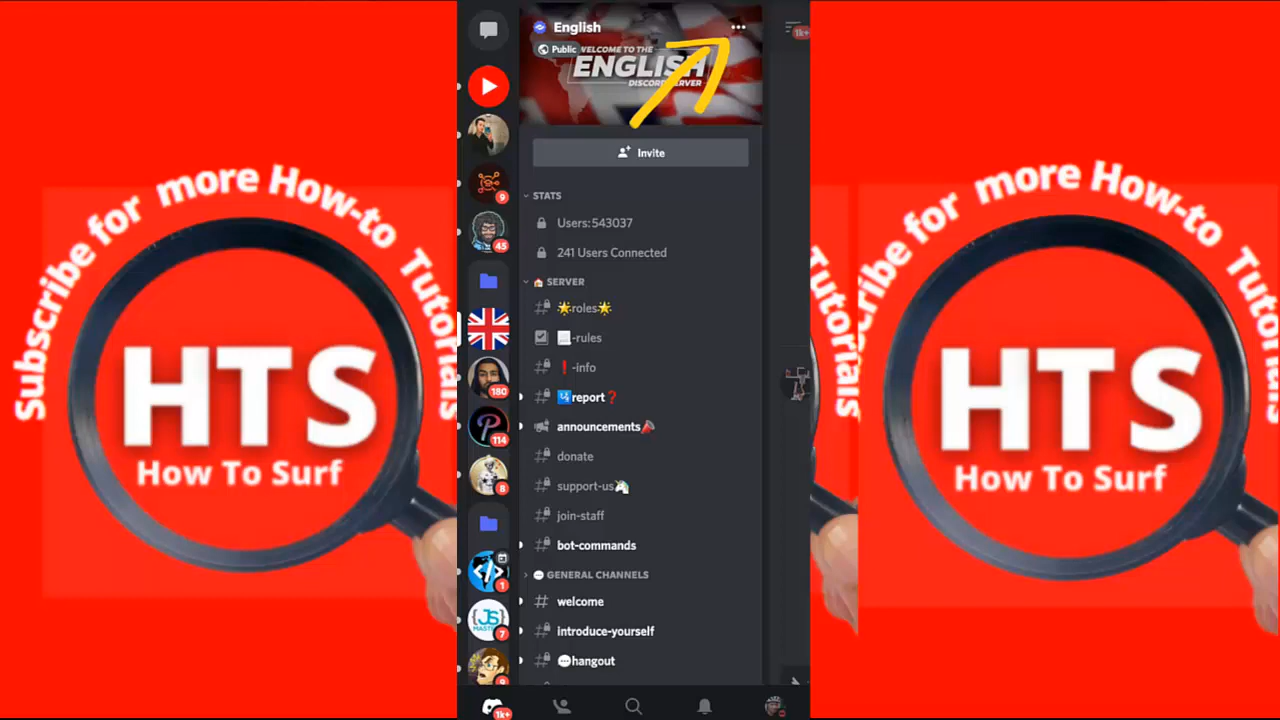 Subscribe for more How-to Tutorials
HTS
How To Surf
English
Public
WELCOME TO THE
ENGLISH
DISCORD SERVER
Invite
STATS
Users: 543037
241 Users Connected
SERVER
roles
-rules
-info
report
announcements
donate
support-us
join-staff
bot-commands
GENERAL CHANNELS
welcome
introduce-yourself
hangout
9
45
180
P
114
8
</>
1
{JS}
7
9
1k+
1k+
Subscribe for more How-to Tutorials
HTS
How To Surf